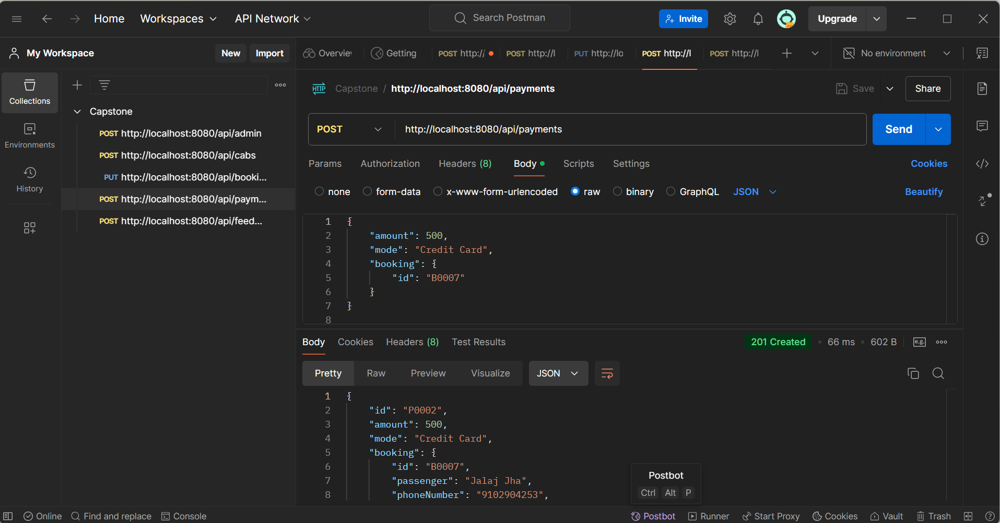 Home Workspaces API Network Search Postman Invite Upgrade
My Workspace New Import
Overvie Getting POST http:// POST http://l PUT http://lo POST http://l POST http://l No environment
Collections
Environments
History
Capstone
POST http://localhost:8080/api/admin
POST http://localhost:8080/api/cabs
PUT http://localhost:8080/api/booki...
POST http://localhost:8080/api/paym...
POST http://localhost:8080/api/feed...
HTTP Capstone / http://localhost:8080/api/payments Save Share
POST http://localhost:8080/api/payments Send
Params Authorization Headers (8) Body Scripts Settings Cookies
none form-data x-www-form-urlencoded raw binary GraphQL JSON Beautify
1 {
2 "amount": 500,
3 "mode": "Credit Card",
4 "booking": {
5 "id": "B0007"
6 }
7 }
8
Body Cookies Headers (8) Test Results 201 Created • 66 ms • 602 B e.g.
Pretty Raw Preview Visualize JSON
1 {
2 "id": "P0002",
3 "amount": 500,
4 "mode": "Credit Card",
5 "booking": {
6 "id": "B0007",
7 "passenger": "Jalaj Jha",
8 "phoneNumber": "9102904253",
Postbot
Ctrl Alt P
Online Find and replace Console Postbot Runner Start Proxy Cookies Vault Trash